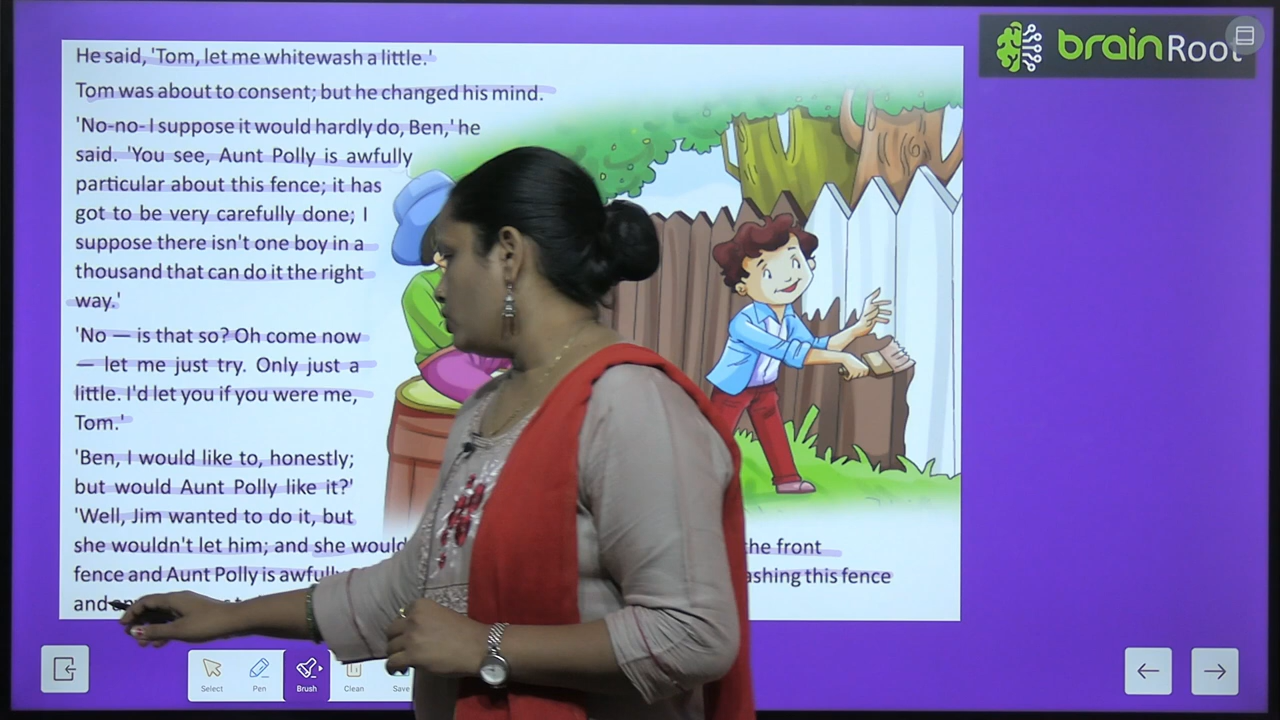 He said, 'Tom, let me whitewash a little.'
Tom was about to consent; but he changed his mind.
'No-no- I suppose it would hardly do, Ben,' he
said. 'You see, Aunt Polly is awfully
particular about this fence; it has
got to be very carefully done; I
suppose there isn't one boy in a
thousand that can do it the right
way.'
'No — is that so? Oh come now
— let me just try. Only just a
little. I'd let you if you were me,
Tom.'
'Ben, I would like to, honestly;
but would Aunt Polly like it?'
'Well, Jim wanted to do it, but
she wouldn't let him; and she would
the front
fence and Aunt Polly is awfully
this fence
and
brainRoot
Select
Pen
Brush
Clean
Save